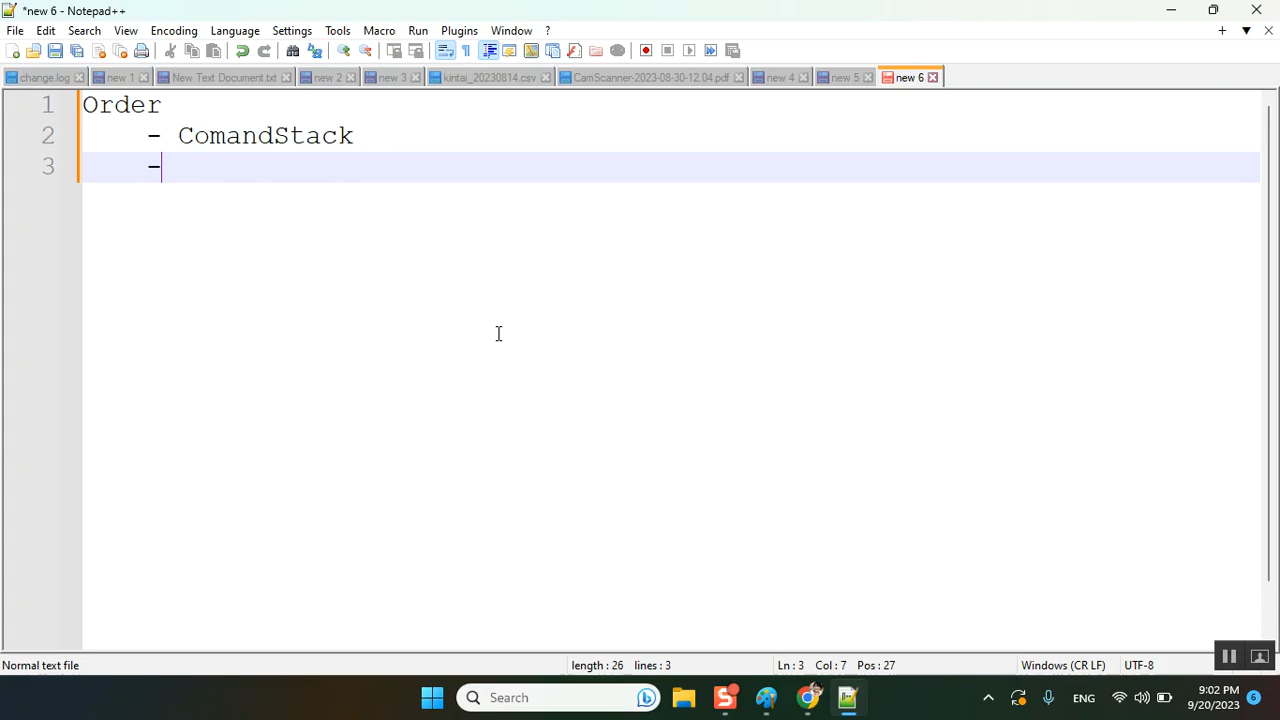 *new 6 - Notepad++
File Edit Search View Encoding Language Settings Tools Macro Run Plugins Window ?
change.log new 1 New Text Document.txt new 2 new 3 kintai_20230814.csv CamScanner-2023-08-30-12.04.pdf new 4 new 5 new 6
1 Order
2 - ComandStack
3 -
Normal text file length : 26 lines : 3 Ln : 3 Col : 7 Pos : 27 Windows (CR LF) UTF-8
Search ENG 9:02 PM
9/20/2023 6